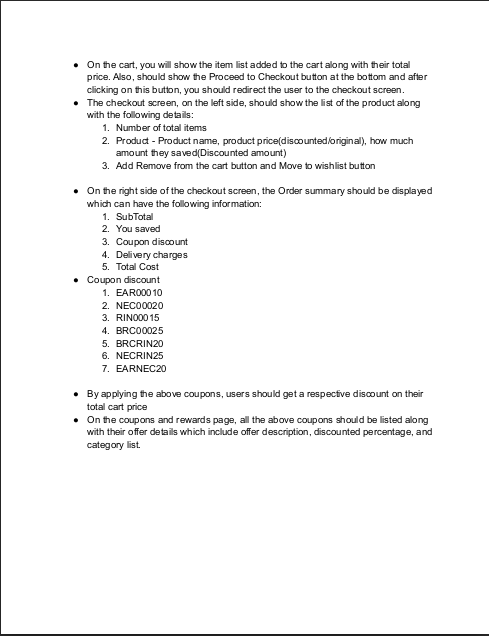 ● On the cart, you will show the item list added to the cart along with their total
price. Also, should show the Proceed to Checkout button at the bottom and after
clicking on this button, you should redirect the user to the checkout screen.
● The checkout screen, on the left side, should show the list of the product along
with the following details:
1. Number of total items
2. Product - Product name, product price(discounted/original), how much
amount they saved(Discounted amount)
3. Add Remove from the cart button and Move to wishlist button
● On the right side of the checkout screen, the Order summary should be displayed
which can have the following information:
1. SubTotal
2. You saved
3. Coupon discount
4. Delivery charges
5. Total Cost
● Coupon discount
1. EAR00010
2. NEC00020
3. RIN00015
4. BRC00025
5. BRCRIN20
6. NECRIN25
7. EARNEC20
● By applying the above coupons, users should get a respective discount on their
total cart price
● On the coupons and rewards page, all the above coupons should be listed along
with their offer details which include offer description, discounted percentage, and
category list.